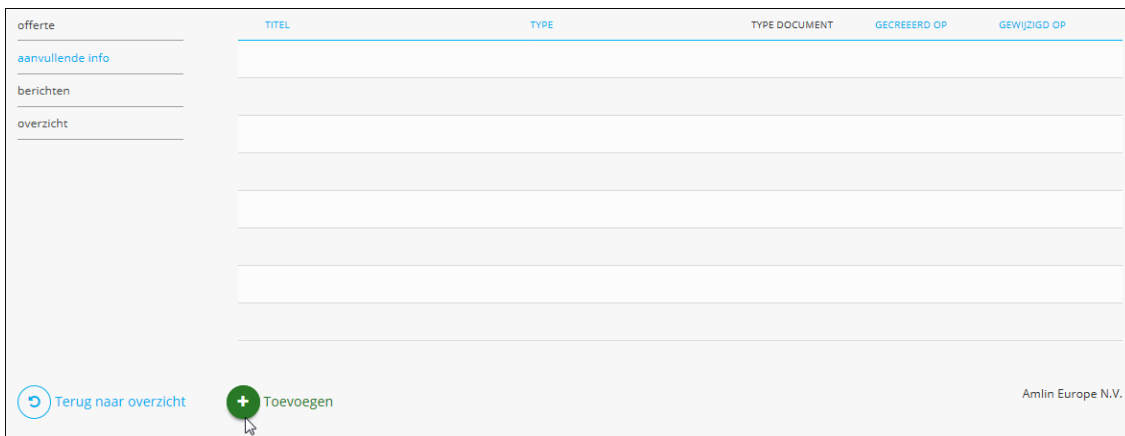 offerte
aanvullende info
berichten
overzicht
TITEL TYPE TYPE DOCUMENT GECREEERD OP GEWIJZIGD OP
Terug naar overzicht
Toevoegen
Amlin Europe N.V.